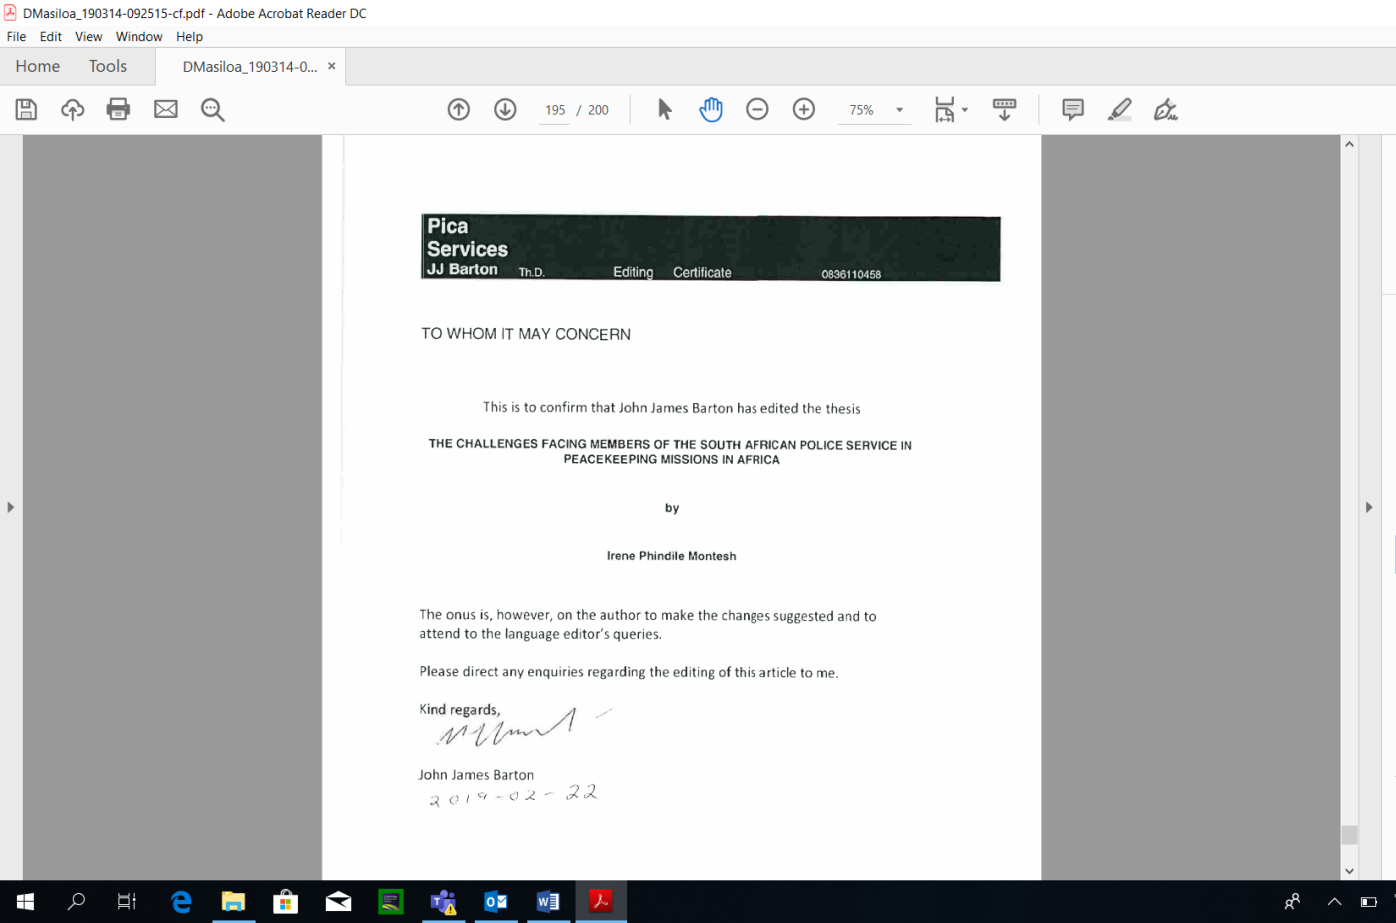 DMasiloa_190314-092515-cf.pdf - Adobe Acrobat Reader DC
File Edit View Window Help
Home Tools DMasiloa_190314-0... ×
195 / 200 75%
Pica
Services
JJ Barton Th.D. Editing Certificate 0836110458
TO WHOM IT MAY CONCERN
This is to confirm that John James Barton has edited the thesis
THE CHALLENGES FACING MEMBERS OF THE SOUTH AFRICAN POLICE SERVICE IN
PEACEKEEPING MISSIONS IN AFRICA
by
Irene Phindile Montesh
The onus is, however, on the author to make the changes suggested and to
attend to the language editor's queries.
Please direct any enquiries regarding the editing of this article to me.
Kind regards,
John James Barton
2019-02-22